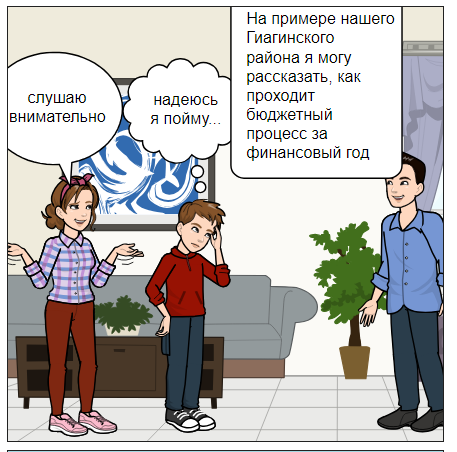 слушаю
внимательно
надеюсь
я пойму...
На примере нашего
Гиагинского
района я могу
рассказать, как
проходит
бюджетный
процесс за
финансовый год